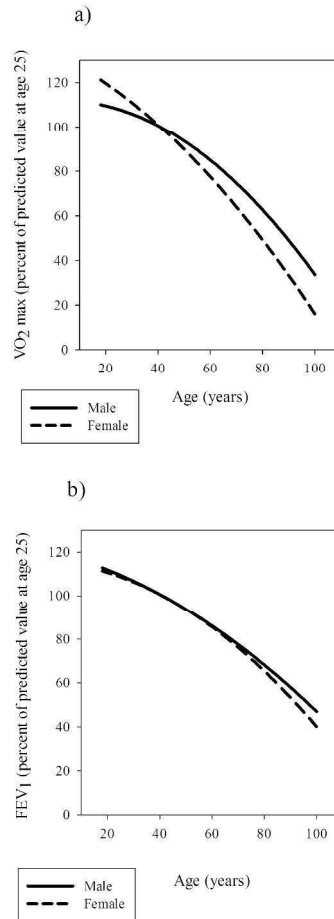 a)
VO2 max (percent of predicted value at age 25)
120
100
80
60
40
20
0
20 40 60 80 100
Age (years)
Male
Female
b)
FEV1 (percent of predicted value at age 25)
120
100
80
60
40
20
0
20 40 60 80 100
Age (years)
Male
Female